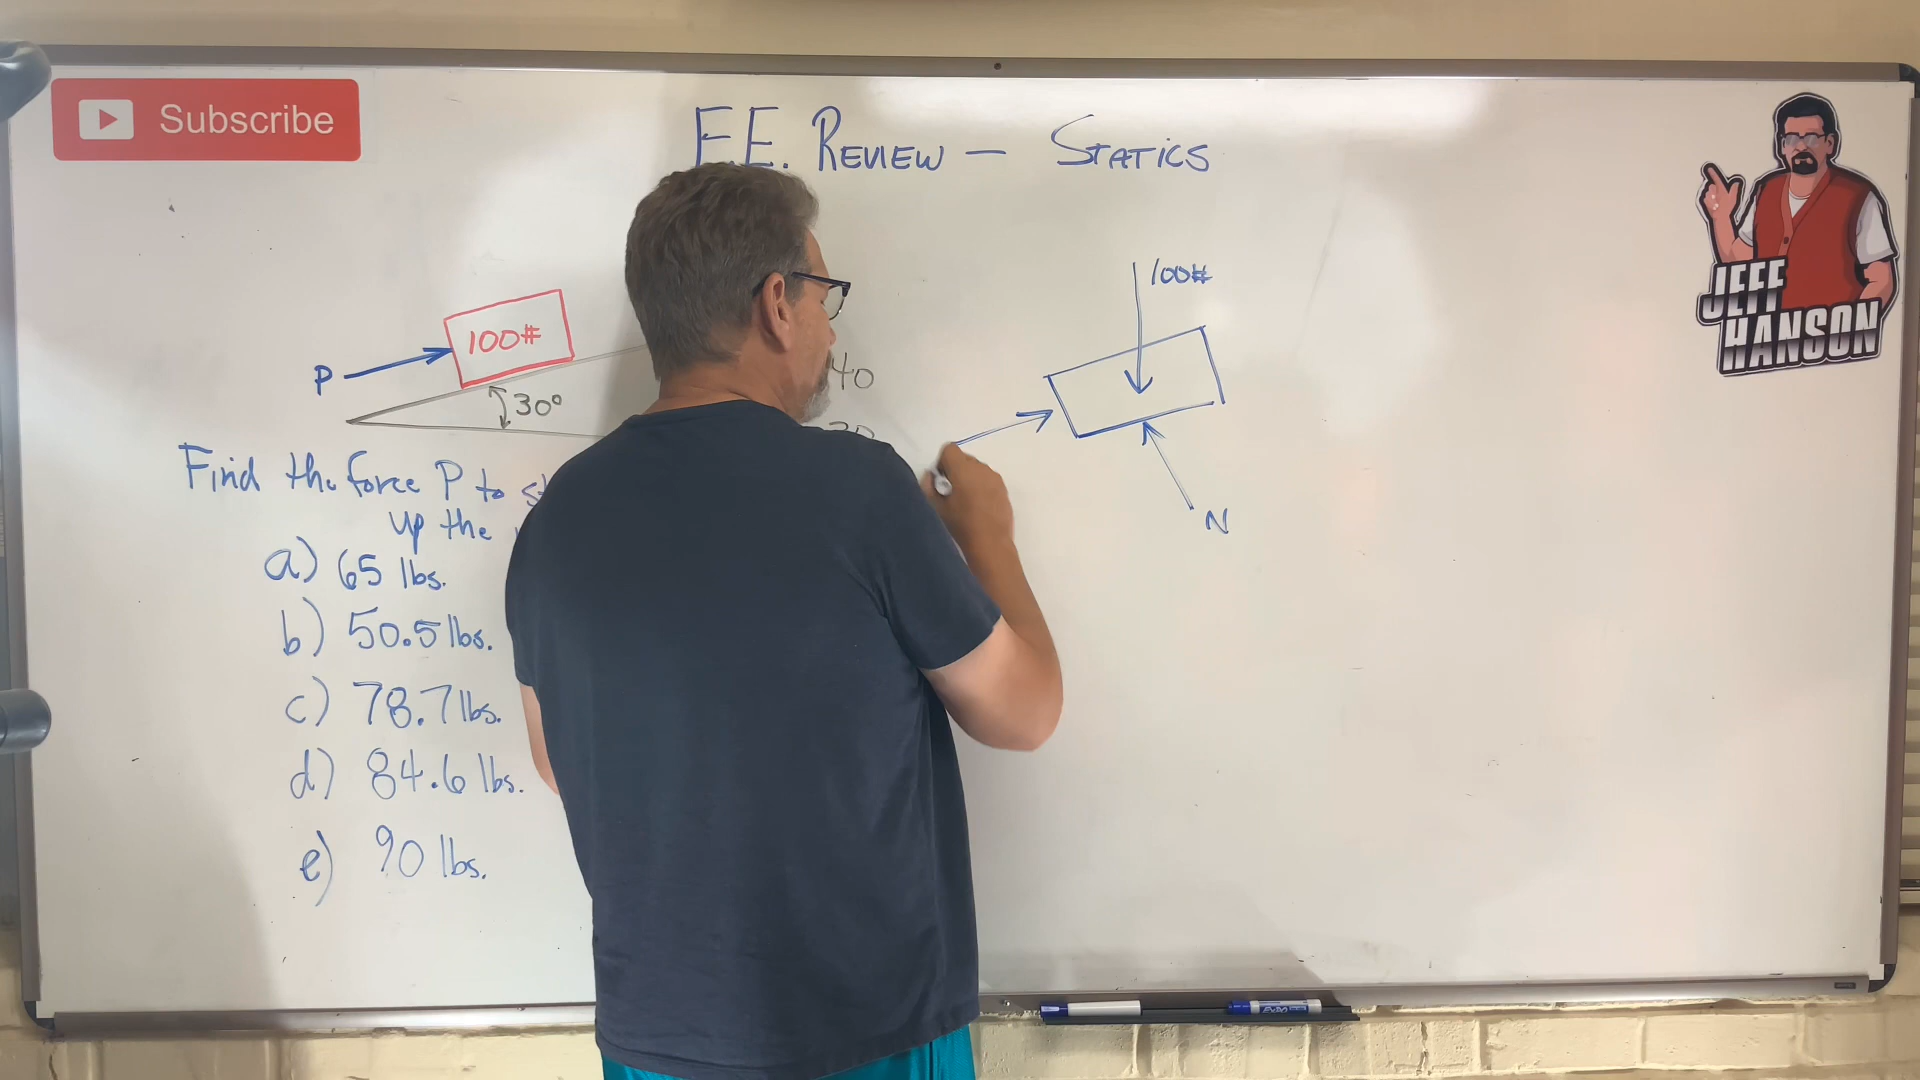 Subscribe
F.E. REVIEW - STATICS
JEFF
HANSON
100#
100#
P
30°
40
N
Find the force P to
up the
a) 65 lbs.
b) 50.5 lbs.
c) 78.7 lbs.
d) 84.6 lbs.
e) 90 lbs.
EXPO